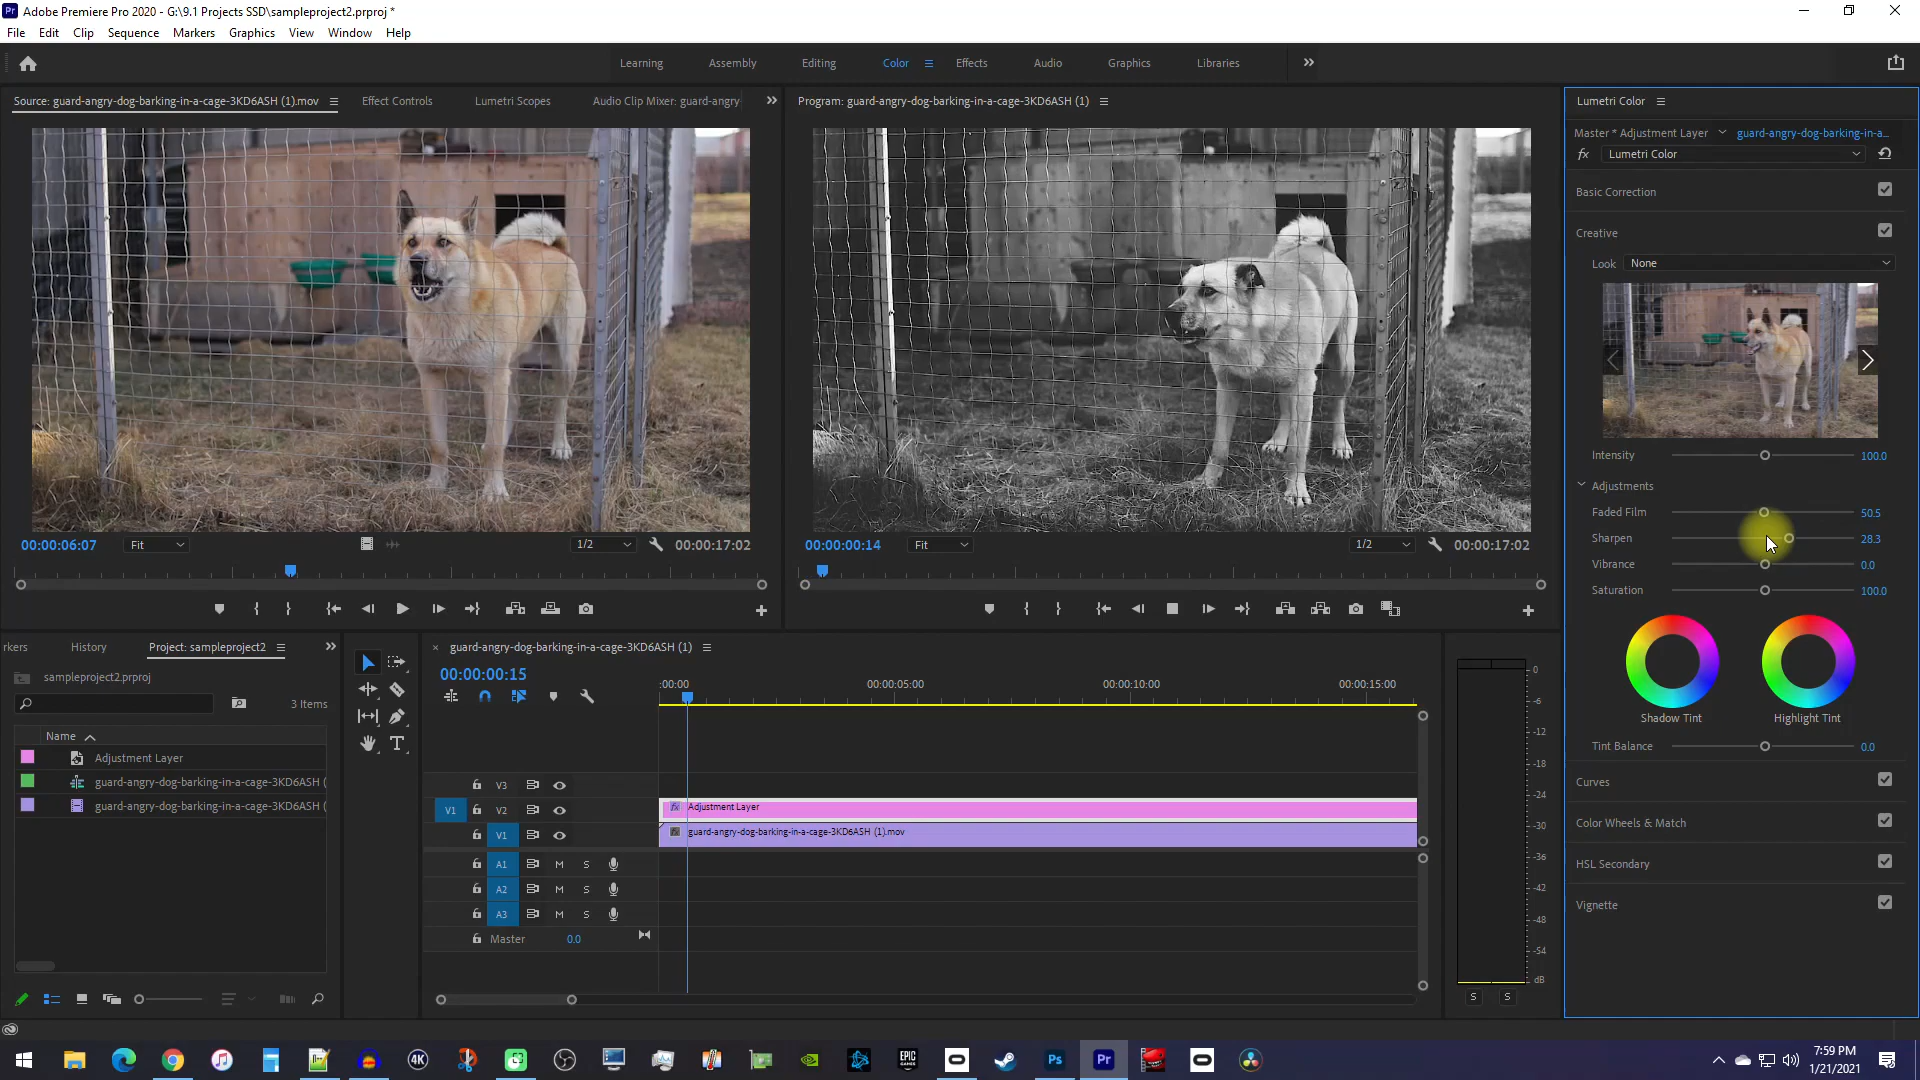 Pr Adobe Premiere Pro 2020 - G:\9.1 Projects SSD\sampleproject2.prproj *
File Edit Clip Sequence Markers Graphics View Window Help
Learning Assembly Editing Color Effects Audio Graphics Libraries
Source: guard-angry-dog-barking-in-a-cage-3KD6ASH (1).mov Effect Controls Lumetri Scopes Audio Clip Mixer: guard-angry
Program: guard-angry-dog-barking-in-a-cage-3KD6ASH (1)
Lumetri Color
Master * Adjustment Layer guard-angry-dog-barking-in-a...
fx Lumetri Color
Basic Correction
Creative
Look None
Intensity 100.0
Adjustments
Faded Film 50.5
Sharpen 28.3
Vibrance 0.0
Saturation 100.0
Shadow Tint Highlight Tint
Tint Balance 0.0
Curves
Color Wheels & Match
HSL Secondary
Vignette
00:00:06:07 Fit 1/2 00:00:17:02
00:00:00:14 Fit 1/2 00:00:17:02
rkers History Project: sampleproject2
sampleproject2.prproj
3 Items
Name
Adjustment Layer
guard-angry-dog-barking-in-a-cage-3KD6ASH (
guard-angry-dog-barking-in-a-cage-3KD6ASH (
T
× guard-angry-dog-barking-in-a-cage-3KD6ASH (1)
00:00:00:15
:00:00 00:00:05:00 00:00:10:00 00:00:15:00
V3
V1 V2 fx Adjustment Layer
V1 fx guard-angry-dog-barking-in-a-cage-3KD6ASH (1).mov
A1 M S
A2 M S
A3 M S
Master 0.0
0
-6
-12
-18
-24
-30
-36
-42
-48
-54
dB
S S
4K EPIC GAMES Ps Pr
7:59 PM
1/21/2021